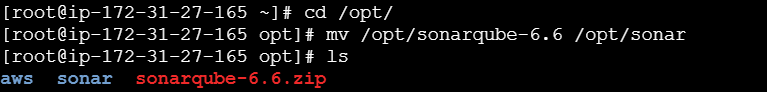 [root@ip-172-31-27-165 ~]# cd /opt/
[root@ip-172-31-27-165 opt]# mv /opt/sonarqube-6.6 /opt/sonar
[root@ip-172-31-27-165 opt]# ls
aws  sonar  sonarqube-6.6.zip